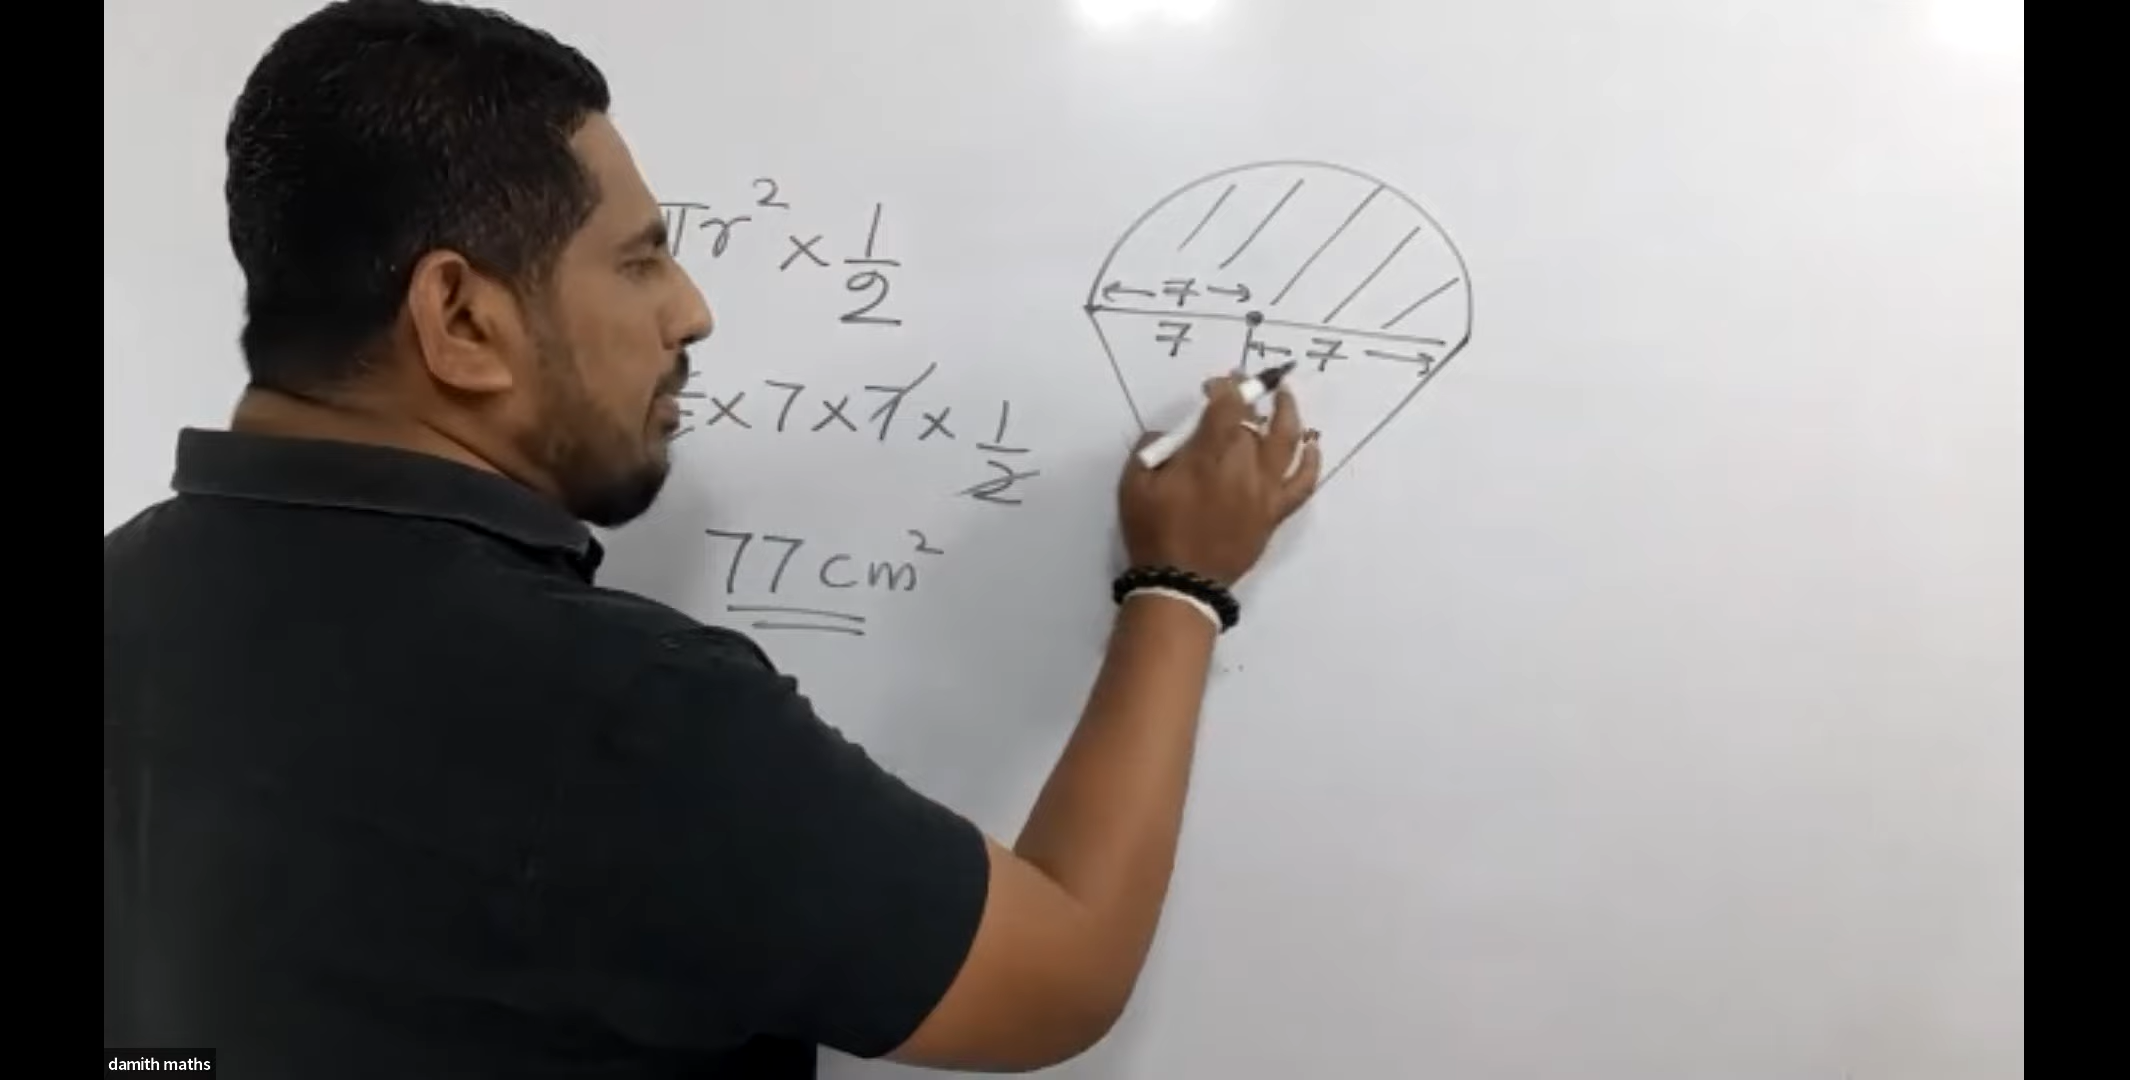 πr² × 1/2
× 7 × 7 × 1/2
77 cm²
7
7
7
damith maths